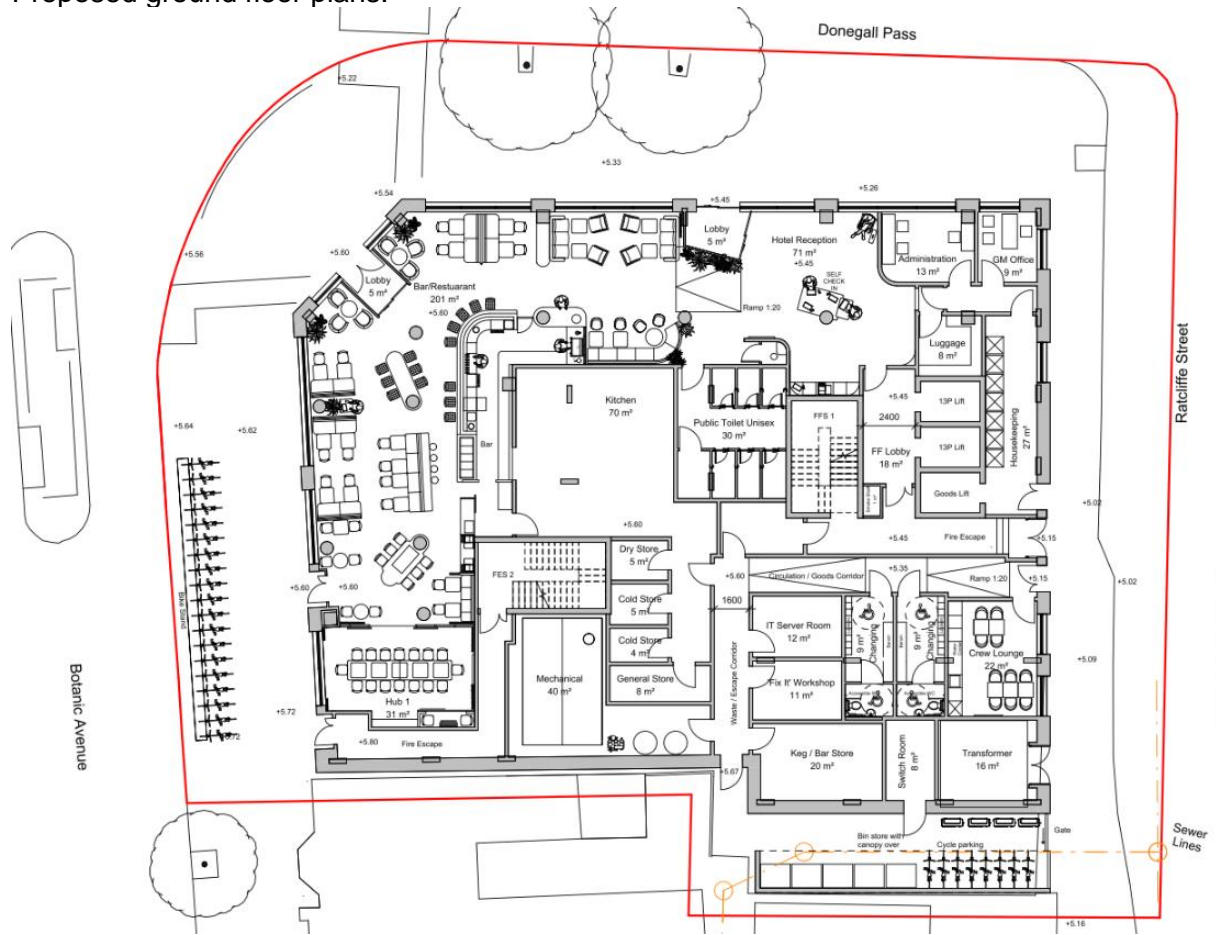 Proposed ground floor plans.
Donegall Pass
+5.22
+5.33
+5.54
+5.45
+5.26
+5.60
+5.56
Lobby
5 m²
Bar/Restuarant
201 m²
+5.60
Lobby
5 m²
Hotel Reception
71 m²
+5.45
SELF
CHECK
IN
Ramp 1:20
Administration
13 m²
GM Office
9 m²
Luggage
8 m²
Ratcliffe Street
+5.64
+5.62
Kitchen
70 m²
Bar
Public Toilet Unisex
30 m²
FFS 1
+5.45
2400
FF Lobby
18 m²
13P Lift
13P Lift
Goods Lift
Housekeeping
27 m²
+5.02
+5.60
+5.45
Fire Escape
+5.15
Bike Stand
+5.60
+5.60
FES 2
Dry Store
5 m²
Cold Store
5 m²
Cold Store
4 m²
General Store
8 m²
+5.60
1600
Circulation / Goods Corridor
+5.35
Ramp 1:20
+5.15
+5.02
IT Server Room
12 m²
9 m²
Changing
9 m²
Changing
Crew Lounge
22 m²
+5.09
Botanic Avenue
Hub 1
31 m²
Mechanical
40 m²
Waste / Escape Corridor
'Fix It' Workshop
11 m²
+5.72
+5.72
+5.80
Fire Escape
+5.67
Keg / Bar Store
20 m²
Switch Room
8 m²
Transformer
16 m²
Bin store with
canopy over
Cycle parking
Gate
Sewer
Lines
+5.16